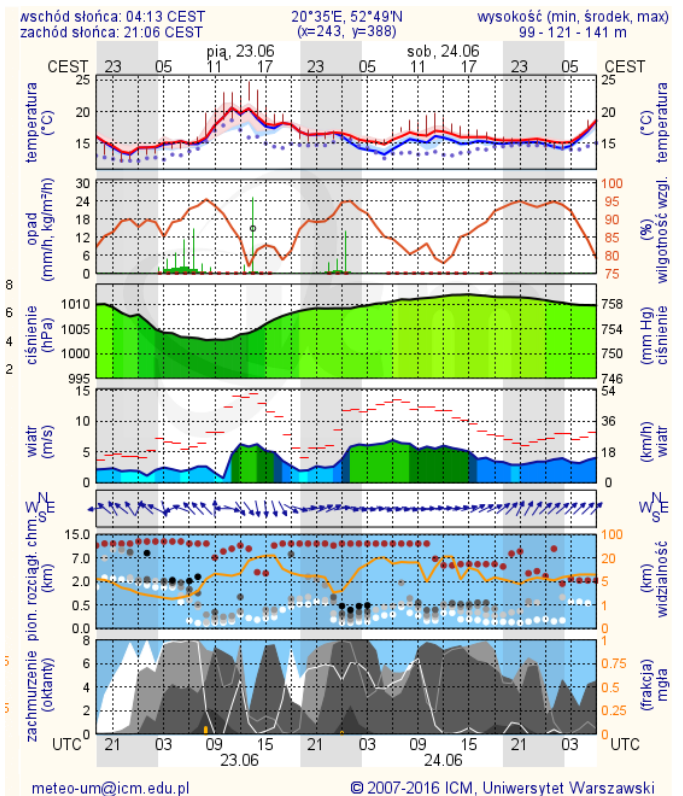 wschód słońca: 04:13 CEST 20°35'E, 52°49'N wysokość (min, środek, max)
zachód słońca: 21:06 CEST (x=243, y=388) 99 - 121 - 141 m
pią, 23.06 sob, 24.06
CEST 23 05 11 17 23 05 11 17 23 05 CEST
temperatura (°C)
25 20 15
25 20 15
temperatura (°C)
opad (mm/h, kg/m²/h)
30 24 18 12 6 0
100 95 90 85 80 75
wilgotność wzgl. (%)
8 6 4 2
ciśnienie (hPa)
1010 1005 1000 995
758 754 750 746
ciśnienie (mm Hg)
wiatr (m/s)
15 10 5 0
54 36 18 0
wiatr (km/h)
N W E S
N W E S
pion. rozciągł. chm. (km)
15.0 7.0 2.0 0.5 0.0
100 20 5 1 0
widzialność (km)
zachmurzenie (oktanty)
8 6 4 2 0
1 0.75 0.5 0.25 0
mgła (frakcja)
5
5
UTC 21 03 09 15 21 03 09 15 21 03 UTC
23.06 24.06
meteo-um@icm.edu.pl © 2007-2016 ICM, Uniwersytet Warszawski